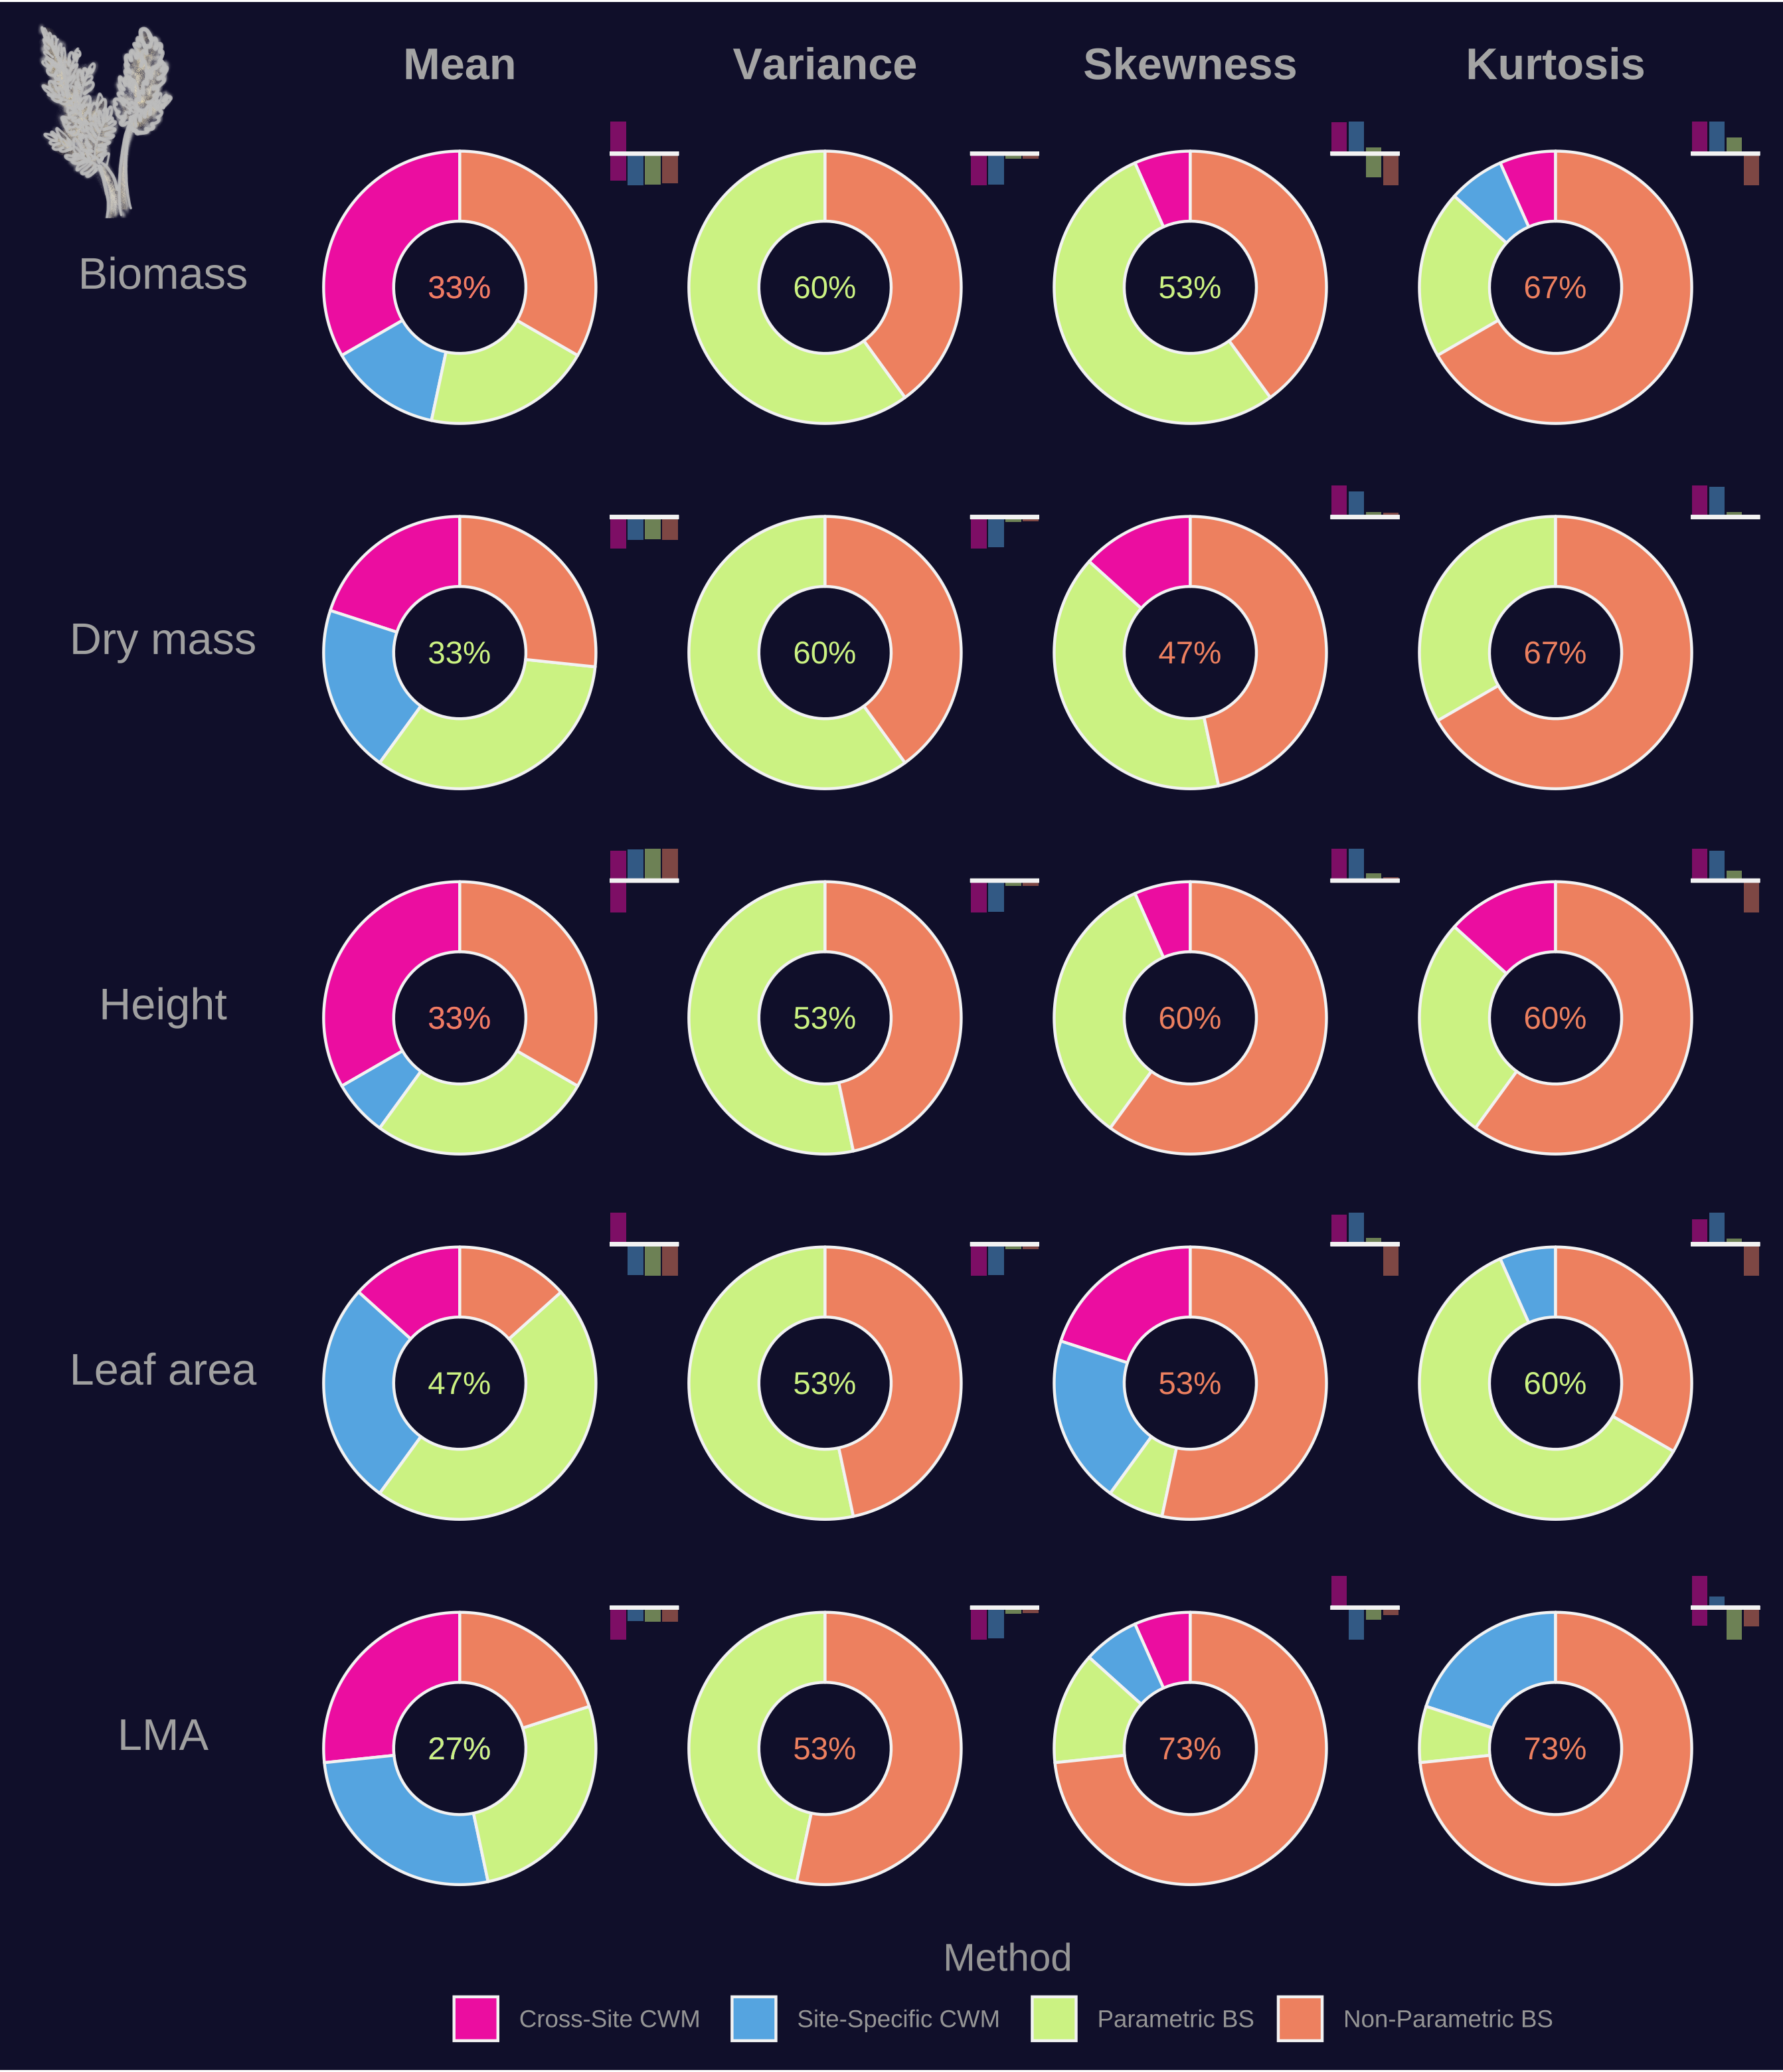 Mean Variance Skewness Kurtosis
Biomass 33% 60% 53% 67%
Dry mass 33% 60% 47% 67%
Height 33% 53% 60% 60%
Leaf area 47% 53% 53% 60%
LMA 27% 53% 73% 73%
Method
Cross-Site CWM Site-Specific CWM Parametric BS Non-Parametric BS